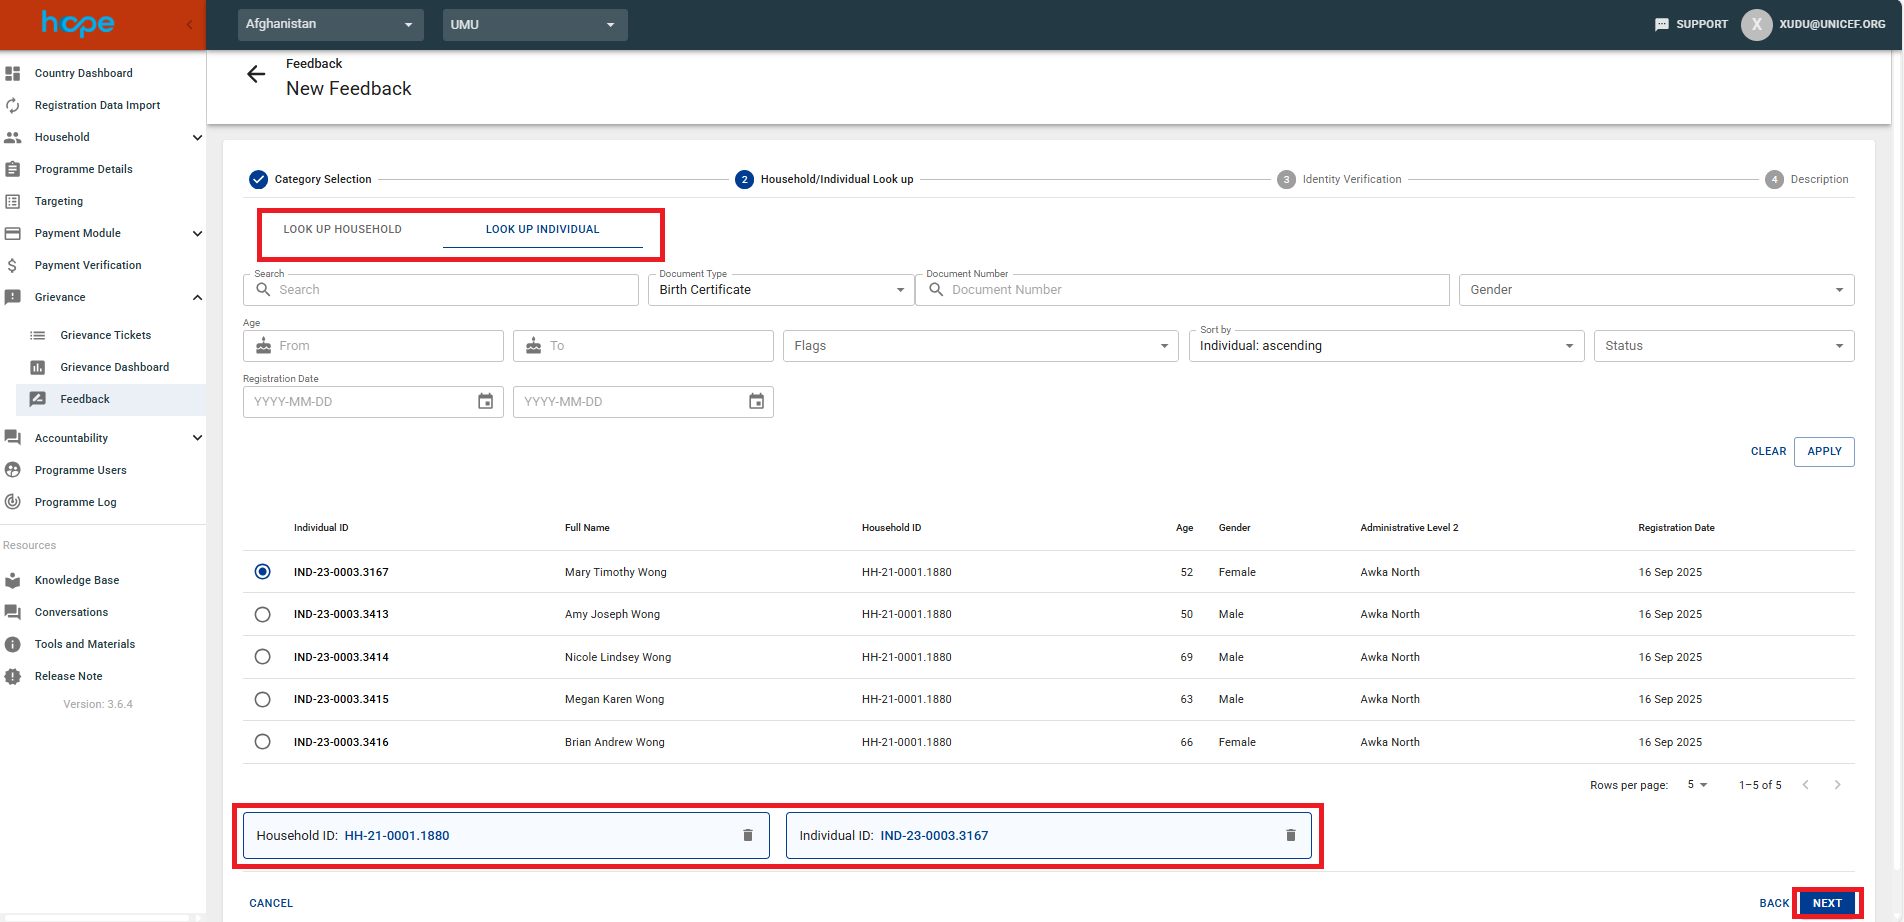 hope
Afghanistan
UMU
SUPPORT
X
XUDU@UNICEF.ORG
Country Dashboard
Registration Data Import
Household
Programme Details
Targeting
Payment Module
Payment Verification
Grievance
Grievance Tickets
Grievance Dashboard
Feedback
Accountability
Programme Users
Programme Log
Resources
Knowledge Base
Conversations
Tools and Materials
Release Note
Version: 3.6.4
Feedback
New Feedback
Category Selection
2 Household/Individual Look up
3 Identity Verification
4 Description
LOOK UP HOUSEHOLD LOOK UP INDIVIDUAL
Search Document Type Document Number
Search Birth Certificate Document Number Gender
Age Sort by
From To Flags Individual: ascending Status
Registration Date
YYYY-MM-DD YYYY-MM-DD
CLEAR APPLY
Individual ID Full Name Household ID Age Gender Administrative Level 2 Registration Date
IND-23-0003.3167 Mary Timothy Wong HH-21-0001.1880 52 Female Awka North 16 Sep 2025
IND-23-0003.3413 Amy Joseph Wong HH-21-0001.1880 50 Male Awka North 16 Sep 2025
IND-23-0003.3414 Nicole Lindsey Wong HH-21-0001.1880 69 Male Awka North 16 Sep 2025
IND-23-0003.3415 Megan Karen Wong HH-21-0001.1880 63 Male Awka North 16 Sep 2025
IND-23-0003.3416 Brian Andrew Wong HH-21-0001.1880 66 Female Awka North 16 Sep 2025
Rows per page: 5 1–5 of 5
Household ID: HH-21-0001.1880 Individual ID: IND-23-0003.3167
CANCEL BACK NEXT